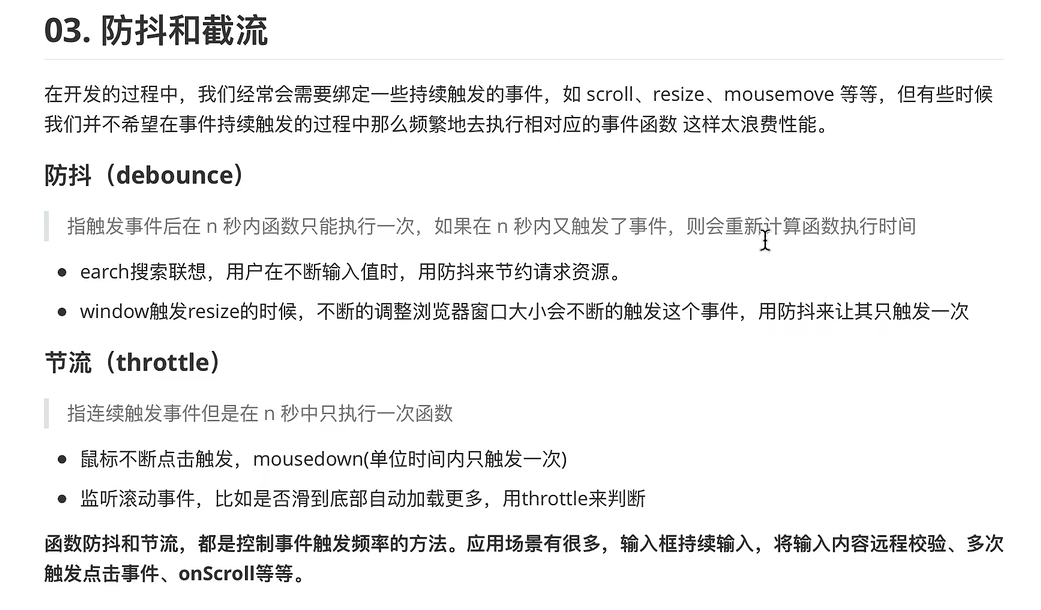 03. 防抖和截流
在开发的过程中，我们经常会需要绑定一些持续触发的事件，如 scroll、resize、mousemove 等等，但有些时候
我们并不希望在事件持续触发的过程中那么频繁地去执行相对应的事件函数 这样太浪费性能。
防抖（debounce）
指触发事件后在 n 秒内函数只能执行一次，如果在 n 秒内又触发了事件，则会重新计算函数执行时间
earch搜索联想，用户在不断输入值时，用防抖来节约请求资源。
window触发resize的时候，不断的调整浏览器窗口大小会不断的触发这个事件，用防抖来让其只触发一次
节流（throttle）
指连续触发事件但是在 n 秒中只执行一次函数
鼠标不断点击触发，mousedown(单位时间内只触发一次)
监听滚动事件，比如是否滑到底部自动加载更多，用throttle来判断
函数防抖和节流，都是控制事件触发频率的方法。应用场景有很多，输入框持续输入，将输入内容远程校验、多次
触发点击事件、onScroll等等。